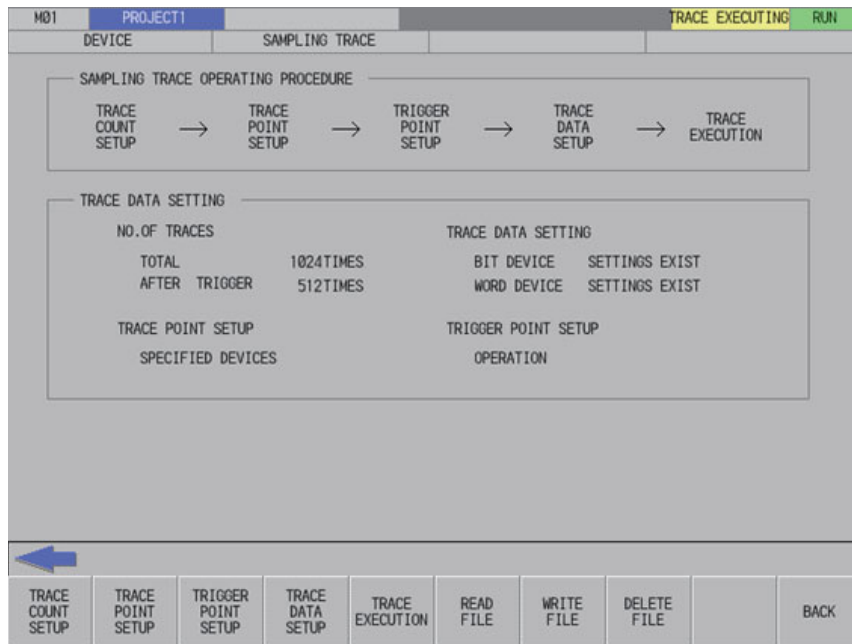 MØ1 PROJECT1 TRACE EXECUTING RUN
DEVICE SAMPLING TRACE
SAMPLING TRACE OPERATING PROCEDURE
TRACE COUNT SETUP → TRACE POINT SETUP → TRIGGER POINT SETUP → TRACE DATA SETUP → TRACE EXECUTION
TRACE DATA SETTING
NO.OF TRACES TRACE DATA SETTING
TOTAL 1024TIMES BIT DEVICE SETTINGS EXIST
AFTER TRIGGER 512TIMES WORD DEVICE SETTINGS EXIST
TRACE POINT SETUP TRIGGER POINT SETUP
SPECIFIED DEVICES OPERATION
TRACE COUNT SETUP TRACE POINT SETUP TRIGGER POINT SETUP TRACE DATA SETUP TRACE EXECUTION READ FILE WRITE FILE DELETE FILE BACK